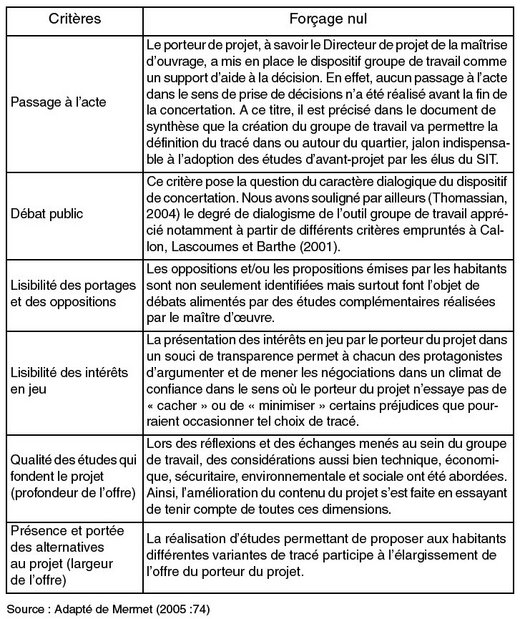 Critères
Forçage nul
Passage à l’acte
Le porteur de projet, à savoir le Directeur de projet de la maîtrise
d’ouvrage, a mis en place le dispositif groupe de travail comme
un support d’aide à la décision. En effet, aucun passage à l’acte
dans le sens de prise de décisions n’a été réalisé avant la fin de
la concertation. A ce titre, il est précisé dans le document de
synthèse que la création du groupe de travail va permettre la
définition du tracé dans ou autour du quartier, jalon indispensa-
ble à l’adoption des études d’avant-projet par les élus du SIT.
Débat public
Ce critère pose la question du caractère dialogique du dispositif
de concertation. Nous avons souligné par ailleurs (Thomassian,
2004) le degré de dialogisme de l’outil groupe de travail appré-
cié notamment à partir de différents critères empruntés à Cal-
lon, Lascoumes et Barthe (2001).
Lisibilité des portages
et des oppositions
Les oppositions et/ou les propositions émises par les habitants
sont non seulement identifiées mais surtout font l’objet de
débats alimentés par des études complémentaires réalisées
par le maître d’œuvre.
Lisibilité des intérêts
en jeu
La présentation des intérêts en jeu par le porteur du projet dans
un souci de transparence permet à chacun des protagonistes
d’argumenter et de mener les négociations dans un climat de
confiance dans le sens où le porteur du projet n’essaye pas de
« cacher » ou de « minimiser » certains préjudices que pour-
raient occasionner tel choix de tracé.
Qualité des études qui
fondent le projet
(profondeur de l’offre)
Lors des réflexions et des échanges menés au sein du groupe
de travail, des considérations aussi bien technique, économi-
que, sécuritaire, environnementale et sociale ont été abordées.
Ainsi, l’amélioration du contenu du projet s’est faite en essayant
de tenir compte de toutes ces dimensions.
Présence et portée
des alternatives
au projet (largeur
de l’offre)
La réalisation d’études permettant de proposer aux habitants
différentes variantes de tracé participe à l’élargissement de
l’offre du porteur du projet.
Source : Adapté de Mermet (2005 :74)